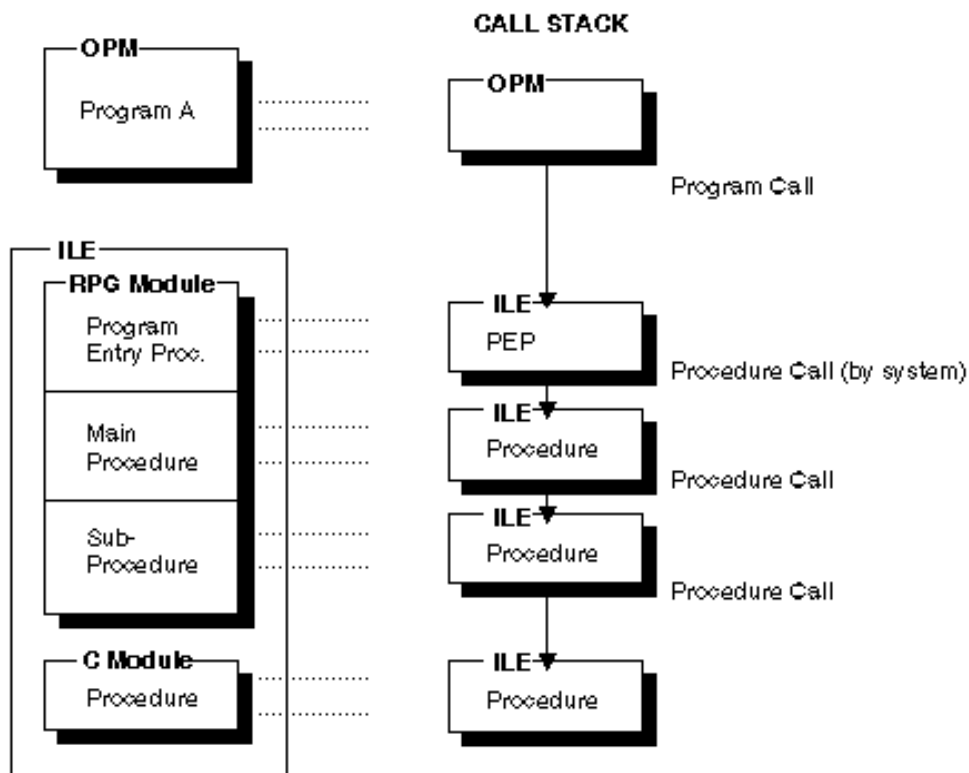 CALL STACK
OPM
Program A
OPM
Program Call
ILE
RPG Module
Program
Entry Proc.
Main
Procedure
Sub-
Procedure
C Module
Procedure
ILE
PEP
Procedure Call (by system)
ILE
Procedure
Procedure Call
ILE
Procedure
Procedure Call
ILE
Procedure